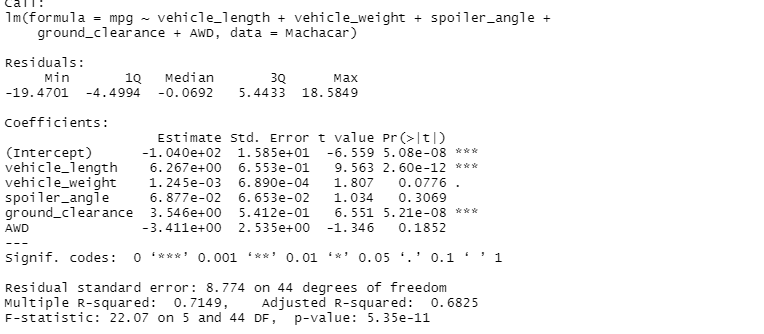 Call:
lm(formula = mpg ~ vehicle_length + vehicle_weight + spoiler_angle +
    ground_clearance + AWD, data = Machacar)

Residuals:
     Min       1Q   Median       3Q      Max
-19.4701  -4.4994  -0.0692   5.4433  18.5849

Coefficients:
                   Estimate Std. Error t value Pr(>|t|)
(Intercept)      -1.040e+02  1.585e+01  -6.559 5.08e-08 ***
vehicle_length    6.267e+00  6.553e-01   9.563 2.60e-12 ***
vehicle_weight    1.245e-03  6.890e-04   1.807   0.0776 .
spoiler_angle     6.877e-02  6.653e-02   1.034   0.3069
ground_clearance  3.546e+00  5.412e-01   6.551 5.21e-08 ***
AWD              -3.411e+00  2.535e+00  -1.346   0.1852
---
Signif. codes:  0 ‘***’ 0.001 ‘**’ 0.01 ‘*’ 0.05 ‘.’ 0.1 ‘ ’ 1

Residual standard error: 8.774 on 44 degrees of freedom
Multiple R-squared:  0.7149,    Adjusted R-squared:  0.6825
F-statistic: 22.07 on 5 and 44 DF,  p-value: 5.35e-11